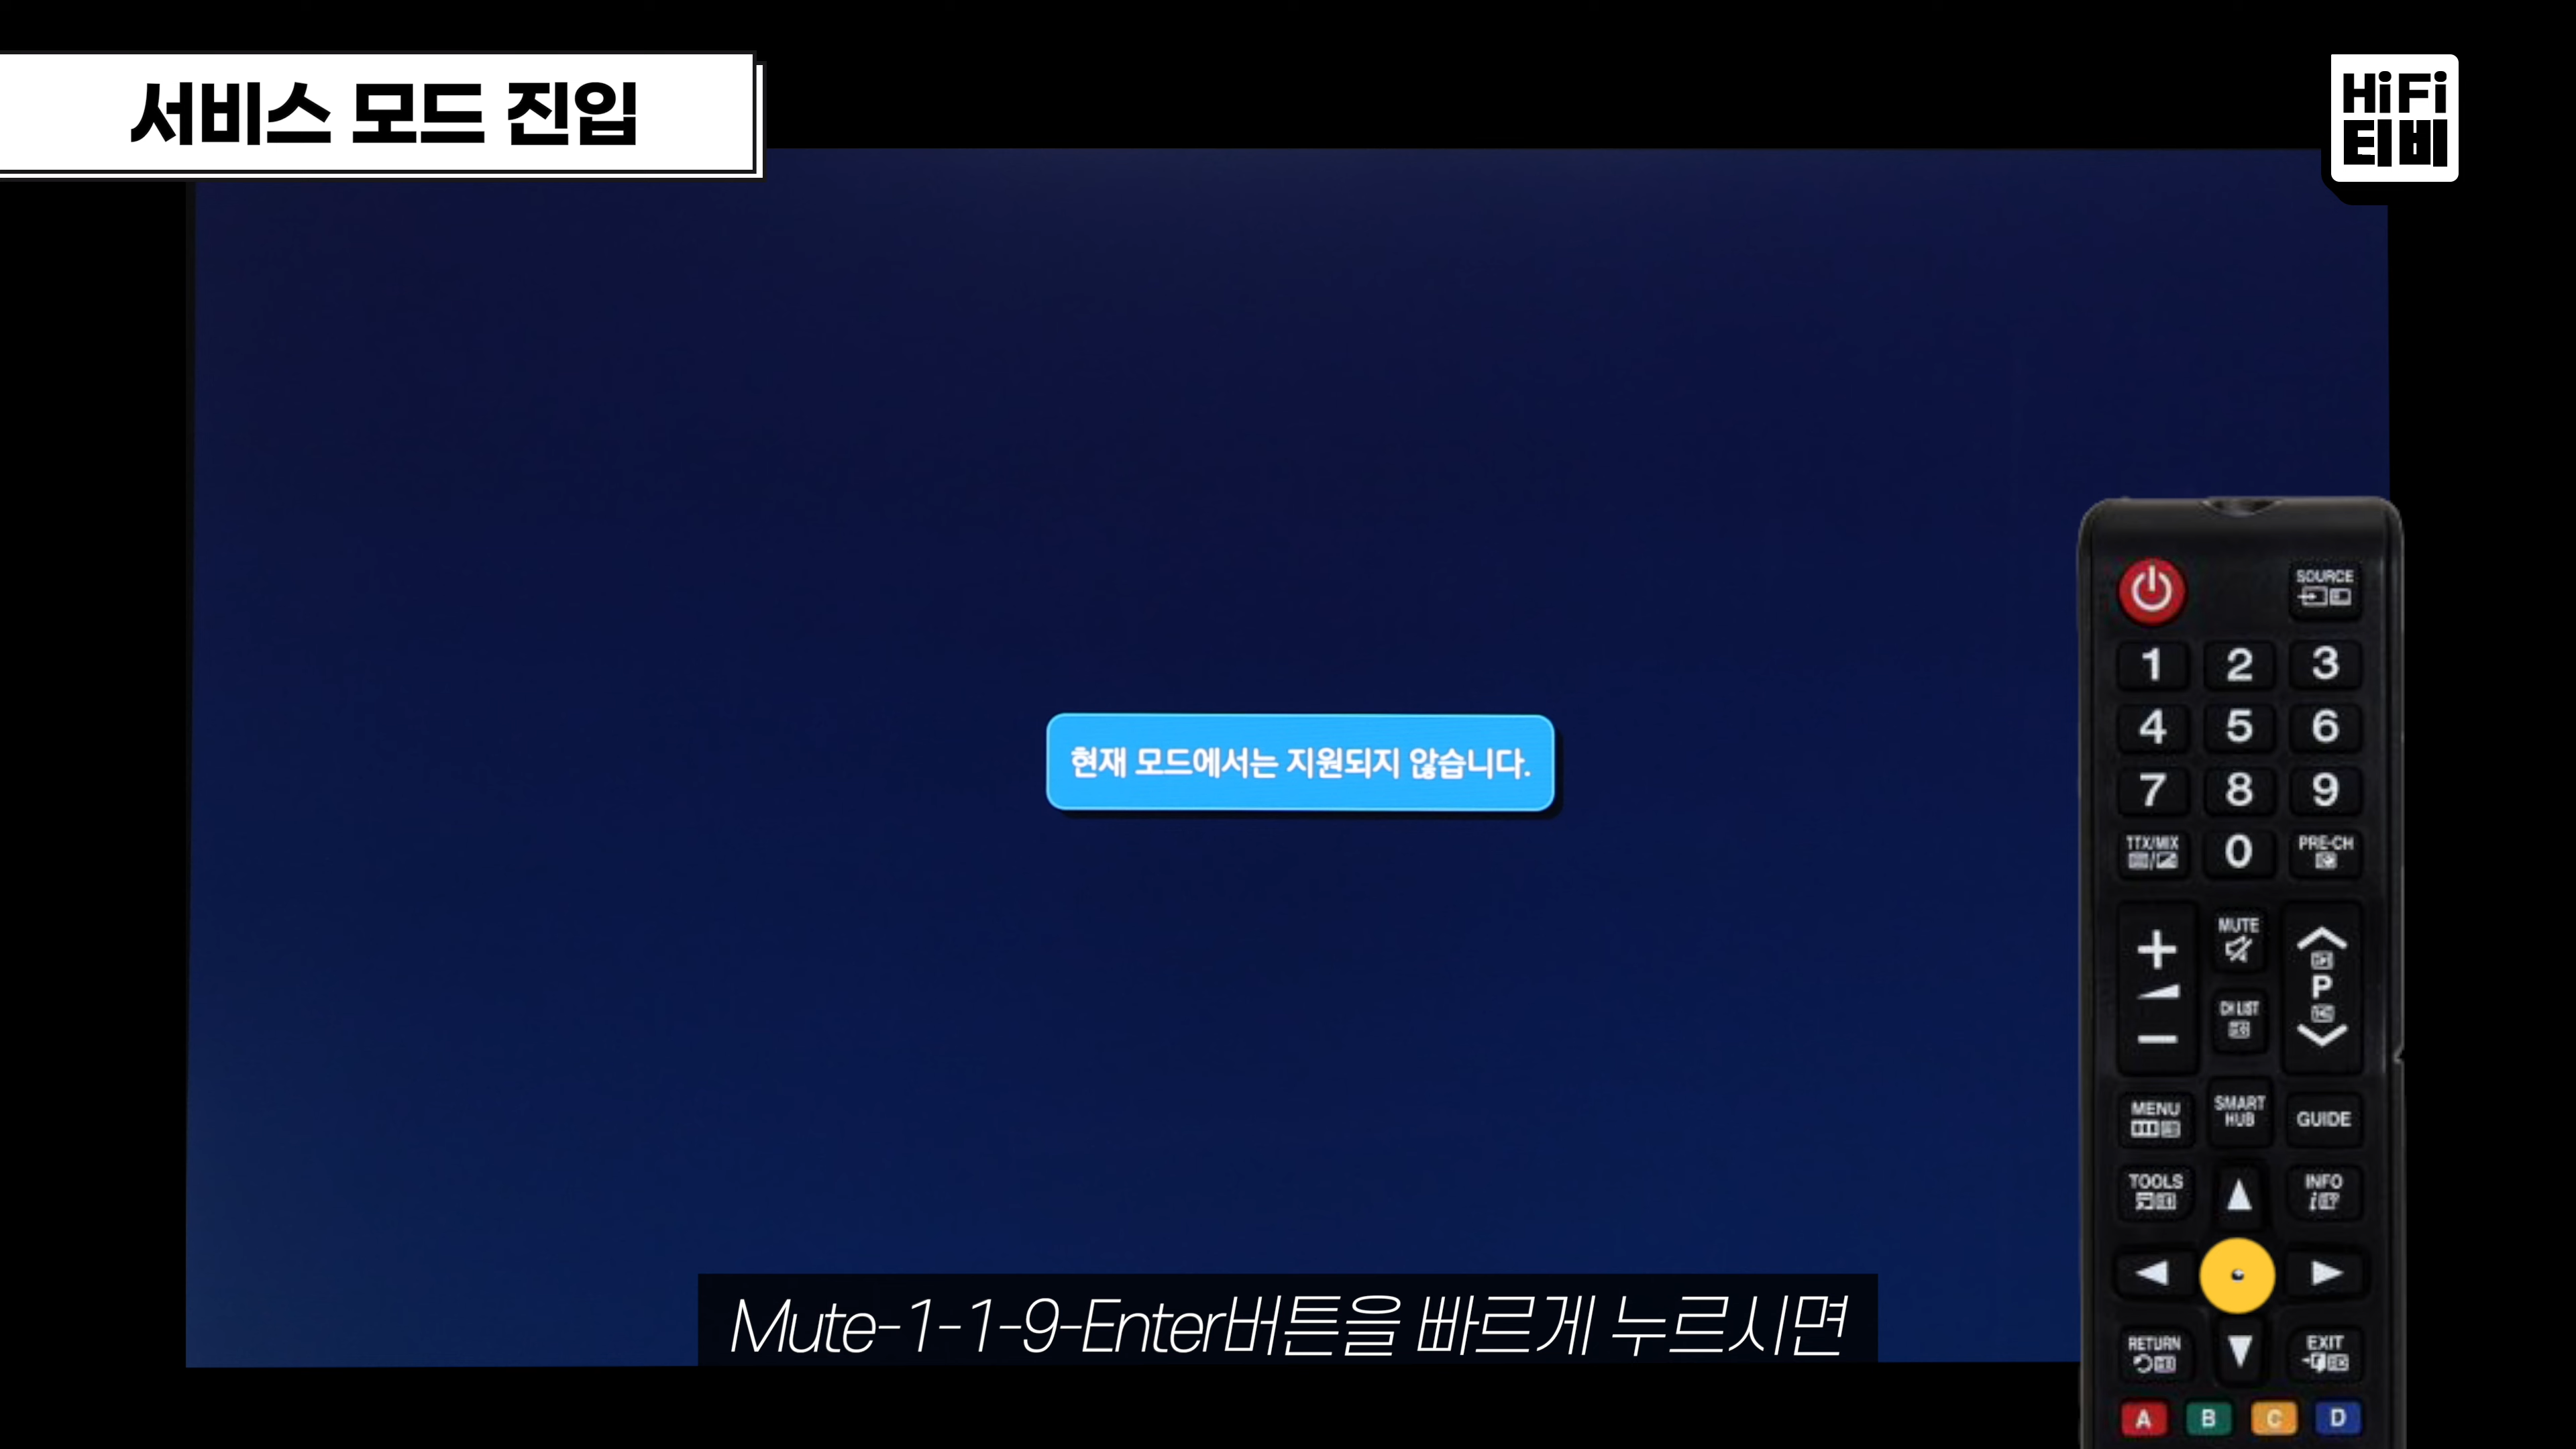 서비스 모드 진입
HiFi
티비
현재 모드에서는 지원되지 않습니다.
SOURCE
1 2 3
4 5 6
7 8 9
TTX/MIX 0 PRE-CH
MUTE
P
CH LIST
MENU SMART HUB GUIDE
TOOLS INFO
RETURN EXIT
A B C D
Mute-1-1-9-Enter버튼을 빠르게 누르시면